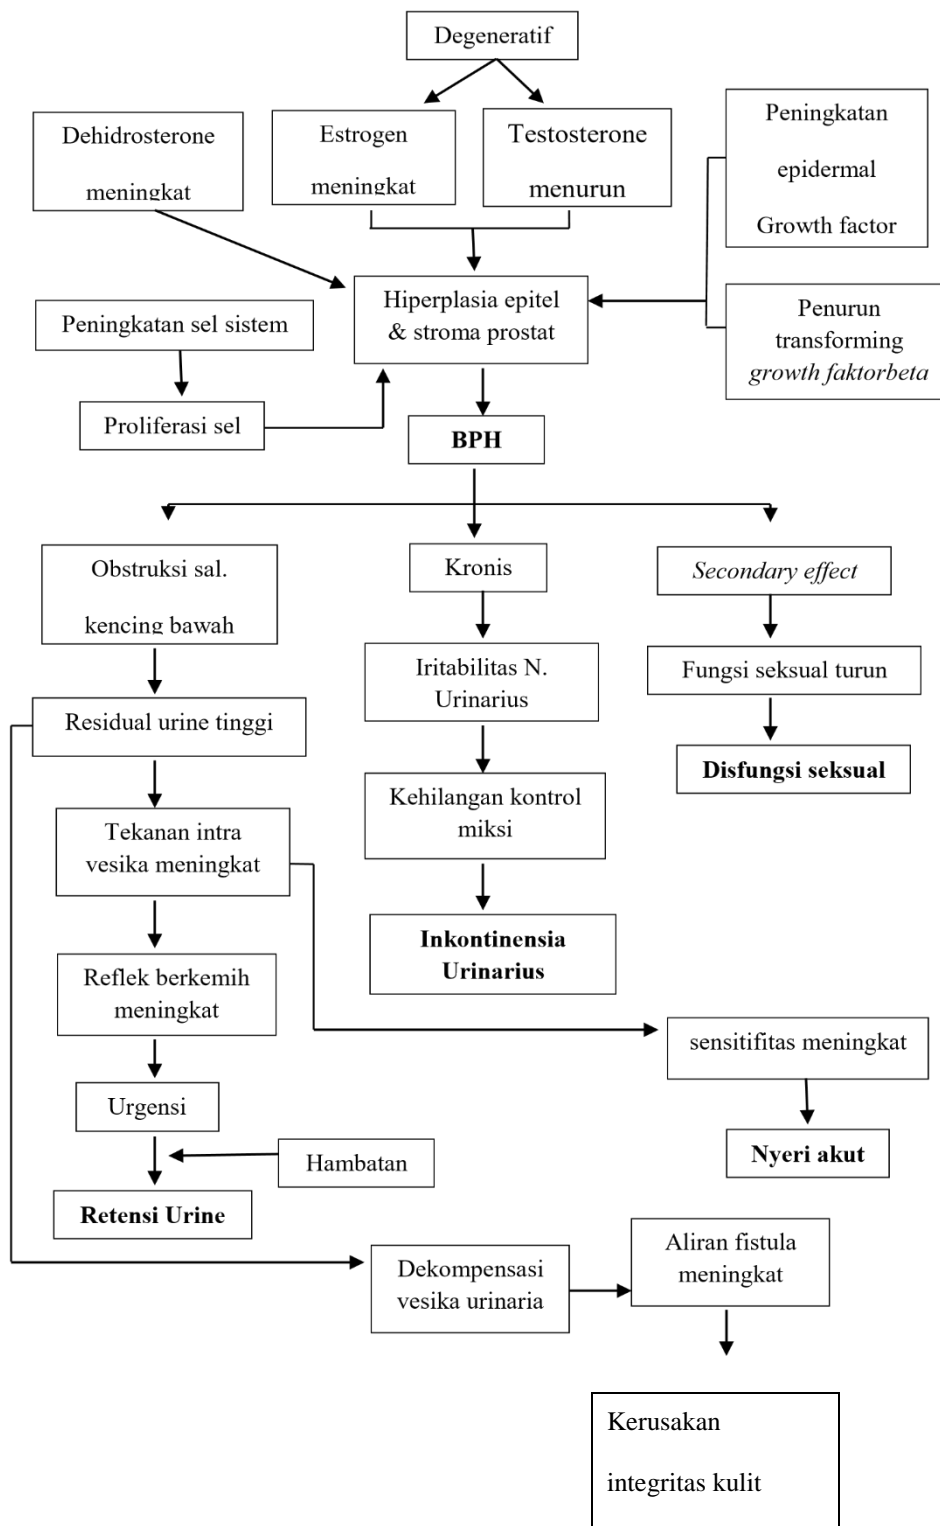 Degeneratif
Dehidrosterone
meningkat
Estrogen
meningkat
Testosterone
menurun
Peningkatan
epidermal
Growth factor
Hiperplasia epitel
& stroma prostat
Peningkatan sel sistem
Penurun
transforming
growth faktorbeta
Proliferasi sel
BPH
Obstruksi sal.
kencing bawah
Kronis
Secondary effect
Iritabilitas N.
Urinarius
Fungsi seksual turun
Residual urine tinggi
Disfungsi seksual
Kehilangan kontrol
miksi
Tekanan intra
vesika meningkat
Inkontinensia
Urinarius
Reflek berkemih
meningkat
sensitifitas meningkat
Urgensi
Hambatan
Nyeri akut
Retensi Urine
Dekompensasi
vesika urinaria
Aliran fistula
meningkat
Kerusakan
integritas kulit